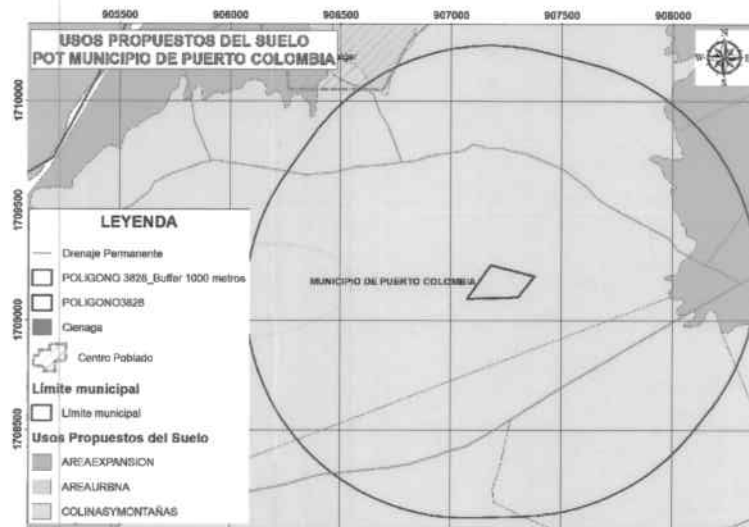 905500 906000 906500 907000 907500 908000
USOS PROPUESTOS DEL SUELO
POT MUNICIPIO DE PUERTO COLOMBIA
N
W E
S
1710000
1709500
1709000
1708500
MUNICIPIO DE PUERTO COLOMBIA
LEYENDA
Drenaje Permanente
POLIGONO 3828_Buffer 1000 metros
POLIGONO3828
Cienaga
Centro Poblado
Límite municipal
Límite municipal
Usos Propuestos del Suelo
AREAEXPANSION
AREAURBNA
COLINASYMONTAÑAS